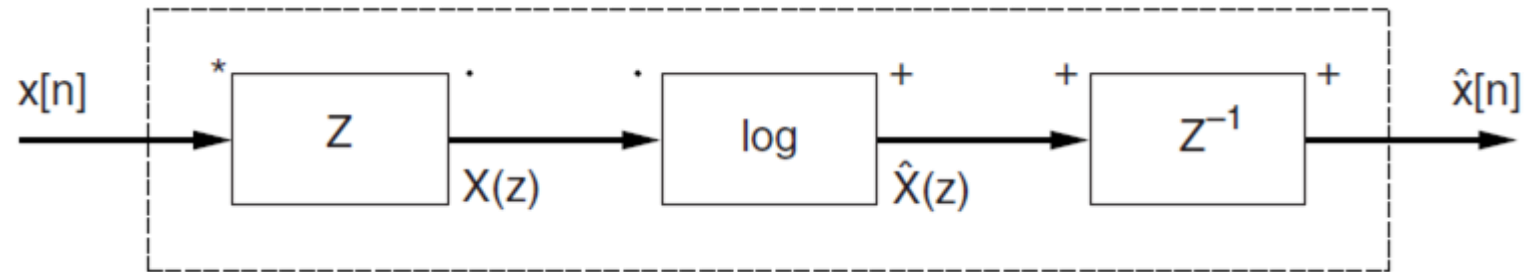 * · · + + +
x[n] Z log Z⁻¹ x̂[n]
X(z) X̂(z)